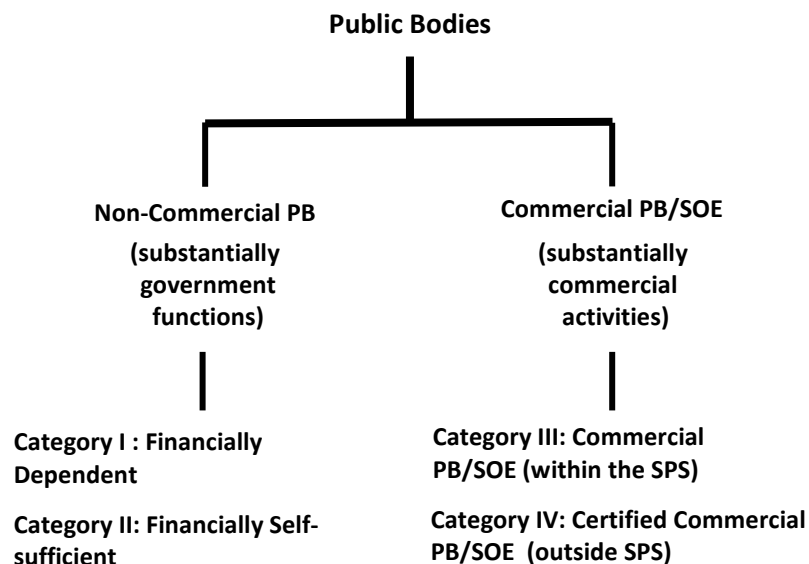 Public Bodies
Non-Commercial PB
(substantially
government
functions)
Commercial PB/SOE
(substantially
commercial
activities)
Category I : Financially
Dependent
Category II: Financially Self-
sufficient
Category III: Commercial
PB/SOE (within the SPS)
Category IV: Certified Commercial
PB/SOE (outside SPS)